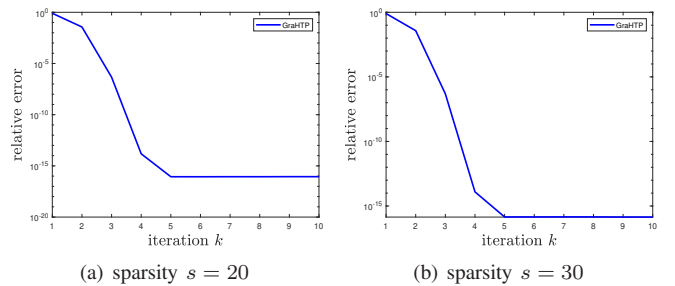 10^0
GraHTP
10^-5
10^-10
10^-15
10^-20
relative error
1 2 3 4 5 6 7 8 9 10
iteration k
(a) sparsity s = 20
10^0
GraHTP
10^-5
10^-10
10^-15
relative error
1 2 3 4 5 6 7 8 9 10
iteration k
(b) sparsity s = 30